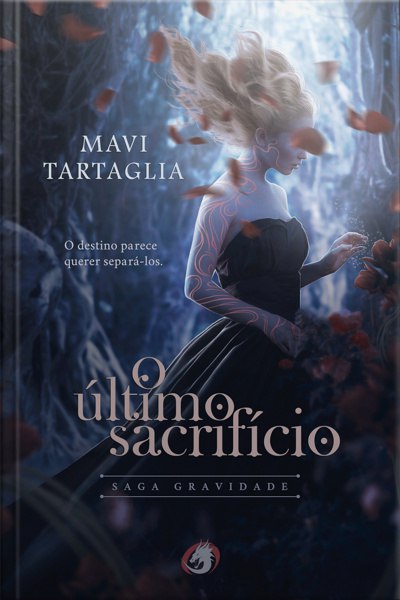 MAVI
TARTAGLIA
O destino parece
querer separá-los.
o
último
sacrifício
SAGA GRAVIDADE